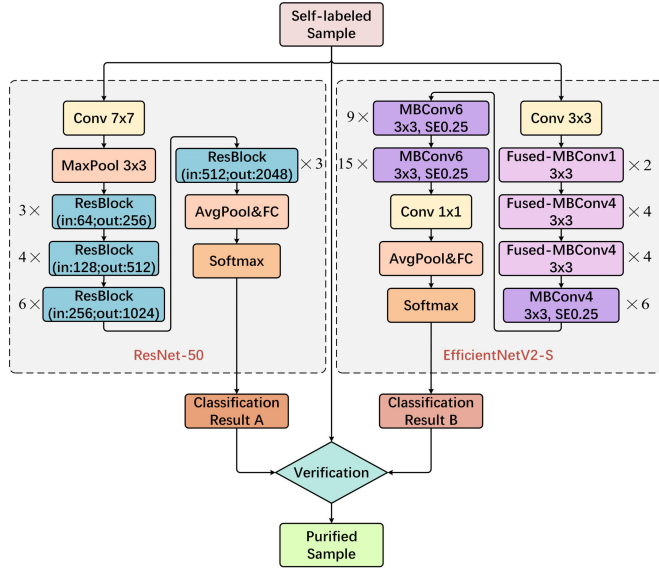 Self-labeled
Sample
Conv 7x7
MaxPool 3x3
3×
ResBlock
(in:64;out:256)
4×
ResBlock
(in:128;out:512)
6×
ResBlock
(in:256;out:1024)
ResBlock
(in:512;out:2048)
×3
AvgPool&FC
Softmax
ResNet-50
Conv 3x3
Fused-MBConv1
3x3
×2
Fused-MBConv4
3x3
×4
Fused-MBConv4
3x3
×4
MBConv4
3x3, SE0.25
×6
9×
MBConv6
3x3, SE0.25
15×
MBConv6
3x3, SE0.25
Conv 1x1
AvgPool&FC
Softmax
EfficientNetV2-S
Classification
Result A
Classification
Result B
Verification
Purified
Sample